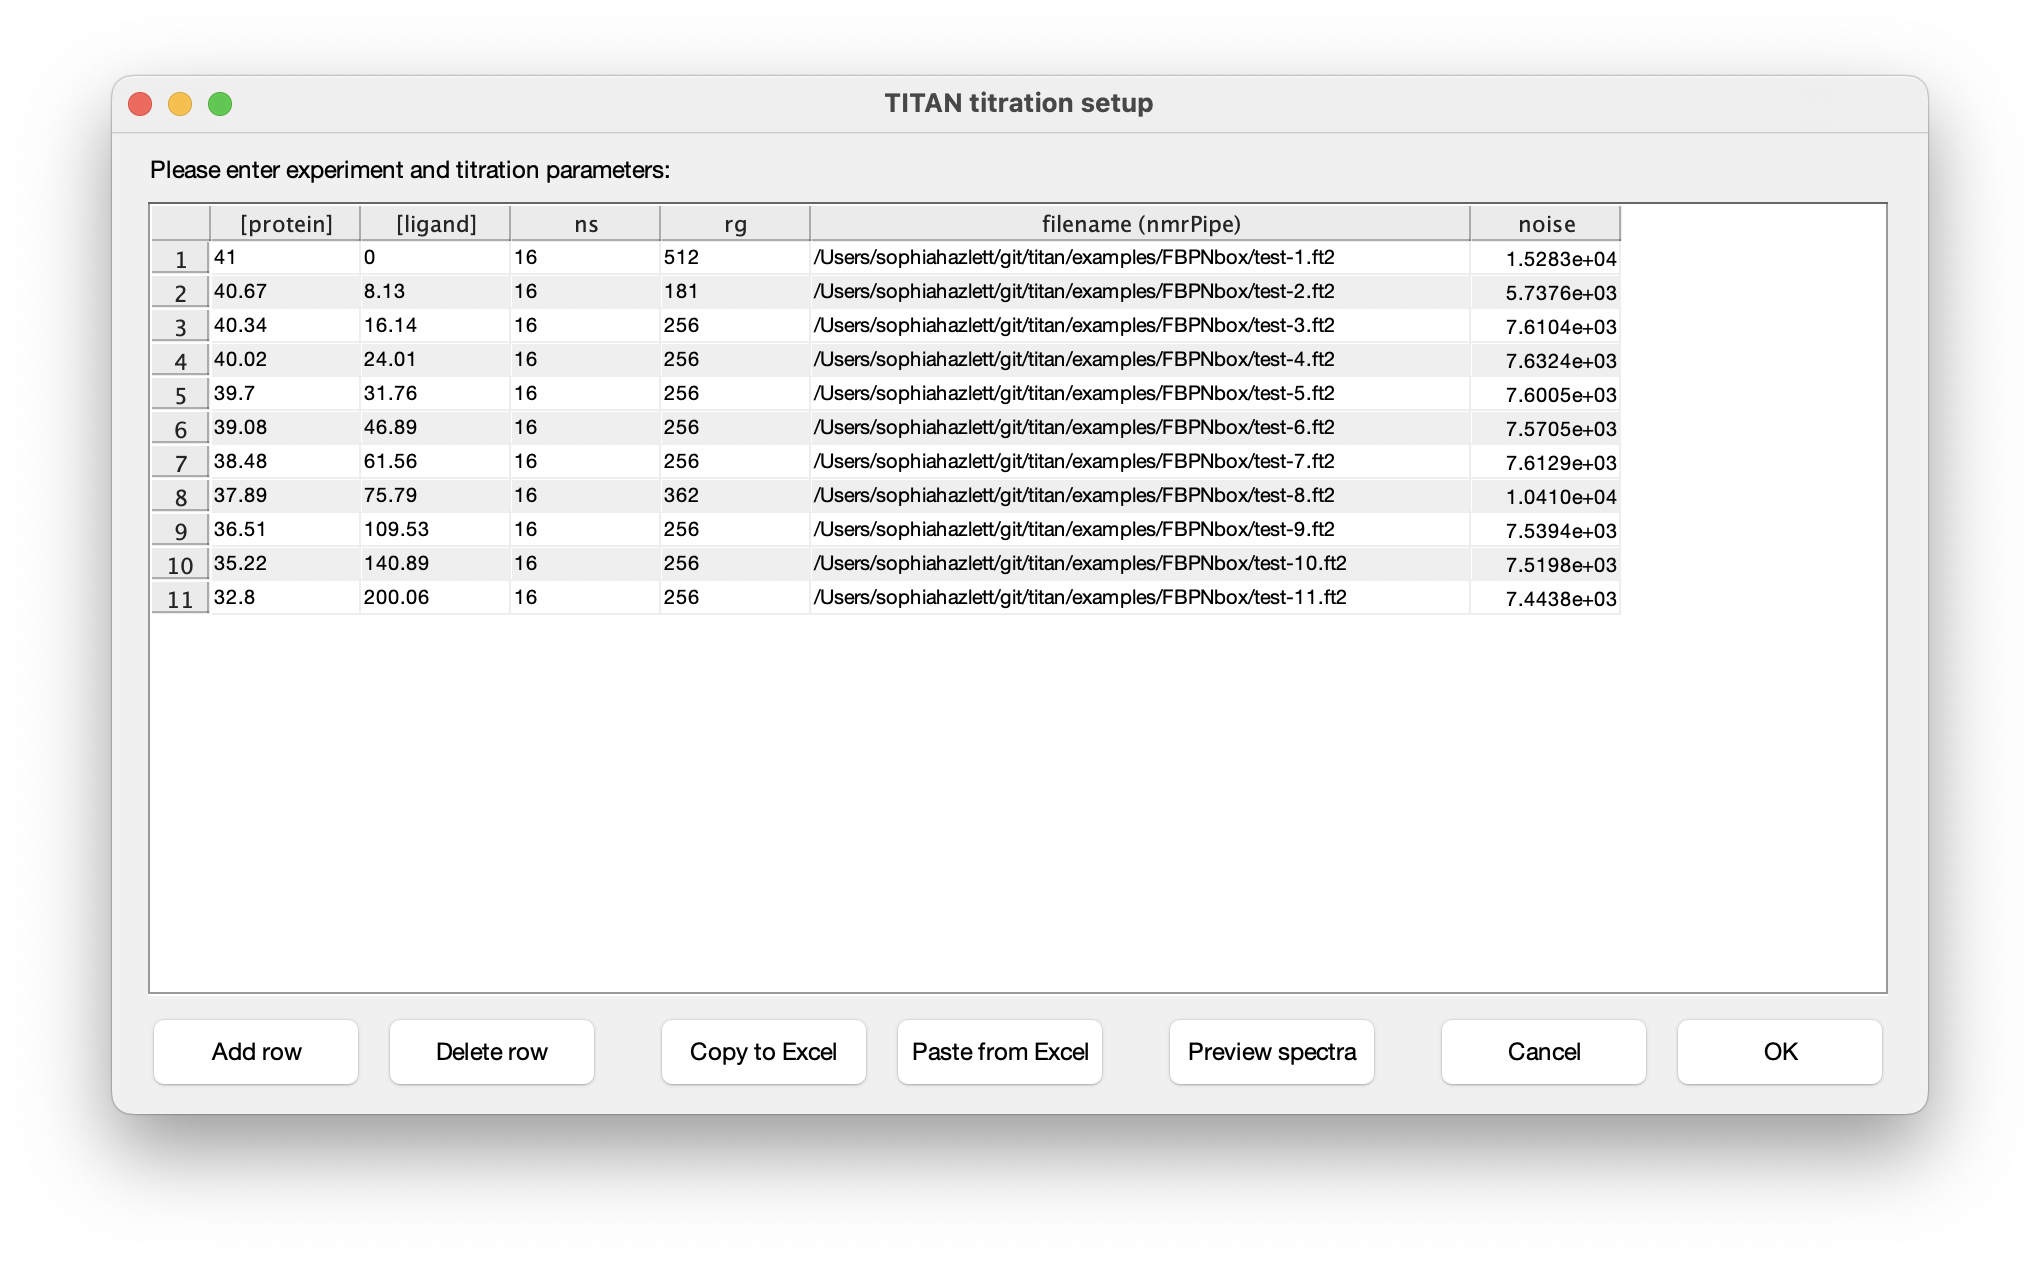 TITAN titration setup
Please enter experiment and titration parameters:
[protein] [ligand] ns rg filename (nmrPipe) noise
1 41 0 16 512 /Users/sophiahazlett/git/titan/examples/FBPNbox/test-1.ft2 1.5283e+04
2 40.67 8.13 16 181 /Users/sophiahazlett/git/titan/examples/FBPNbox/test-2.ft2 5.7376e+03
3 40.34 16.14 16 256 /Users/sophiahazlett/git/titan/examples/FBPNbox/test-3.ft2 7.6104e+03
4 40.02 24.01 16 256 /Users/sophiahazlett/git/titan/examples/FBPNbox/test-4.ft2 7.6324e+03
5 39.7 31.76 16 256 /Users/sophiahazlett/git/titan/examples/FBPNbox/test-5.ft2 7.6005e+03
6 39.08 46.89 16 256 /Users/sophiahazlett/git/titan/examples/FBPNbox/test-6.ft2 7.5705e+03
7 38.48 61.56 16 256 /Users/sophiahazlett/git/titan/examples/FBPNbox/test-7.ft2 7.6129e+03
8 37.89 75.79 16 362 /Users/sophiahazlett/git/titan/examples/FBPNbox/test-8.ft2 1.0410e+04
9 36.51 109.53 16 256 /Users/sophiahazlett/git/titan/examples/FBPNbox/test-9.ft2 7.5394e+03
10 35.22 140.89 16 256 /Users/sophiahazlett/git/titan/examples/FBPNbox/test-10.ft2 7.5198e+03
11 32.8 200.06 16 256 /Users/sophiahazlett/git/titan/examples/FBPNbox/test-11.ft2 7.4438e+03
Add row Delete row Copy to Excel Paste from Excel Preview spectra Cancel OK